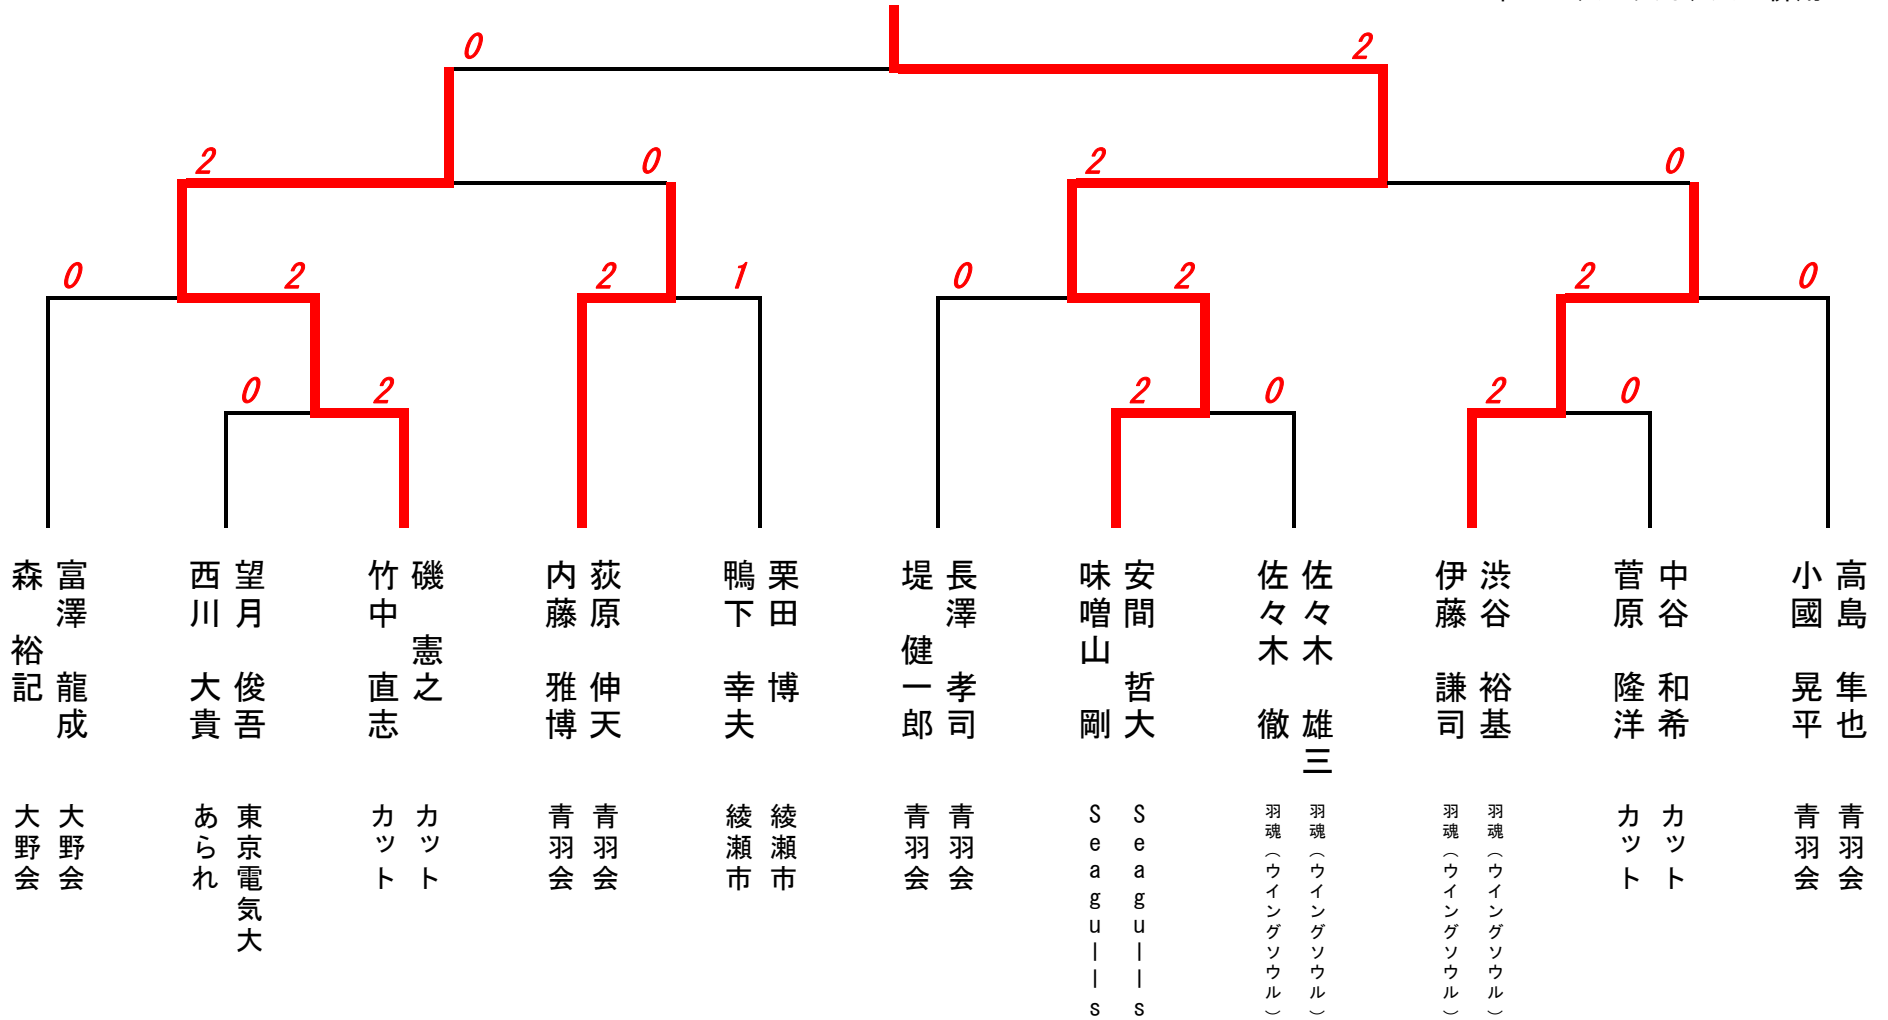 0 2
2 0 2 0
0 2 2 1 0 2 2 0
0 2 2 0 2 0
富澤 龍成
森 裕記
望月 俊吾
西川 大貴
磯 憲之
竹中 直志
荻原 伸天
内藤 雅博
栗田 博
鴨下 幸夫
長澤 孝司
堤 健一郎
安間 哲大
味噌山 剛
佐々木 雄三
佐々木 徹
渋谷 裕基
伊藤 謙司
中谷 和希
菅原 隆洋
高島 隼也
小國 晃平
大野会
大野会
東京電気大
あられ
カット
カット
青羽会
青羽会
綾瀬市
綾瀬市
青羽会
青羽会
Seagulls
Seagulls
羽魂（ウイングソウル）
羽魂（ウイングソウル）
羽魂（ウイングソウル）
羽魂（ウイングソウル）
カット
カット
青羽会
青羽会